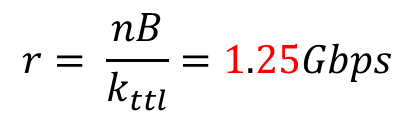 r = nB / k_ttl = 1.25Gbps